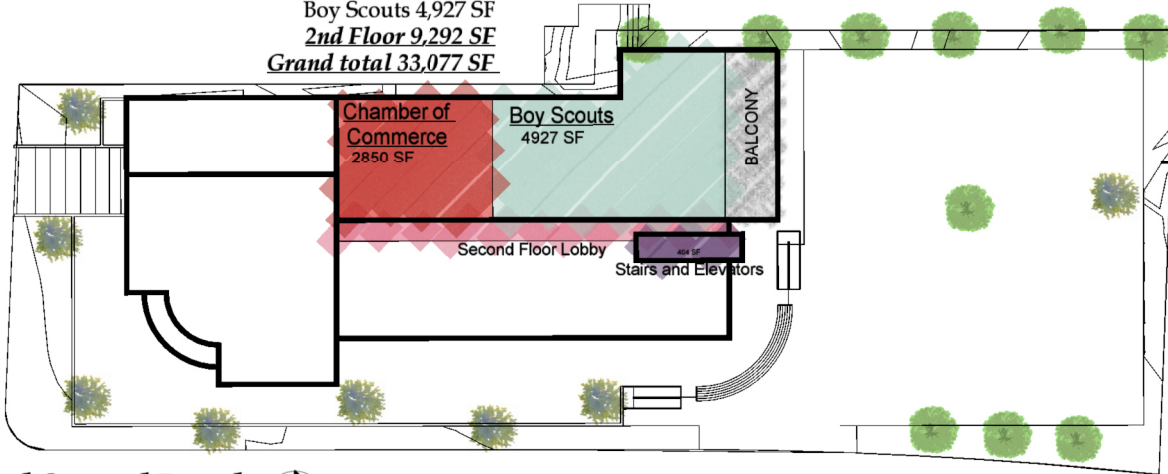 Boy Scouts 4,927 SF
2nd Floor 9,292 SF
Grand total 33,077 SF
Chamber of
Commerce
2850 SF
Boy Scouts
4927 SF
BALCONY
Second Floor Lobby
404 SF
Stairs and Elevators